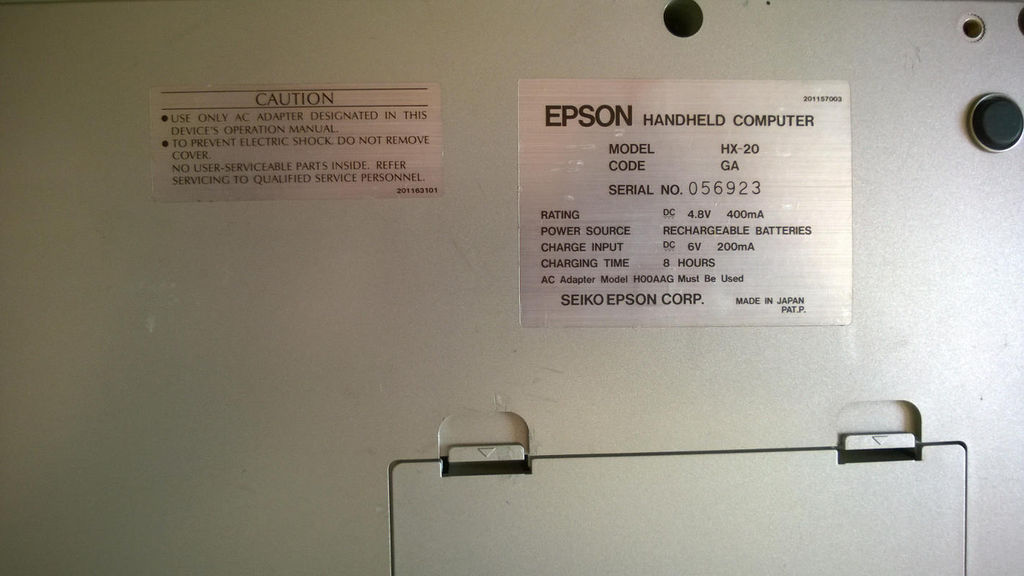 CAUTION
● USE ONLY AC ADAPTER DESIGNATED IN THIS
DEVICE'S OPERATION MANUAL.
● TO PREVENT ELECTRIC SHOCK, DO NOT REMOVE
COVER.
NO USER-SERVICEABLE PARTS INSIDE. REFER
SERVICING TO QUALIFIED SERVICE PERSONNEL.
201163101
201157003
EPSON HANDHELD COMPUTER
MODEL HX-20
CODE GA
SERIAL NO. 056923
RATING DC 4.8V 400mA
POWER SOURCE RECHARGEABLE BATTERIES
CHARGE INPUT DC 6V 200mA
CHARGING TIME 8 HOURS
AC Adapter Model H00AAG Must Be Used
SEIKO EPSON CORP. MADE IN JAPAN
PAT.P.